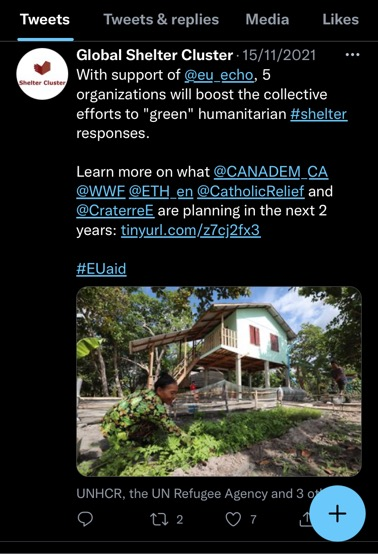 Tweets Tweets & replies Media Likes
Shelter Cluster
Global Shelter Cluster · 15/11/2021
With support of @eu_echo, 5
organizations will boost the collective
efforts to "green" humanitarian #shelter
responses.
Learn more on what @CANADEM_CA
@WWF @ETH_en @CatholicRelief and
@CraterreE are planning in the next 2
years: tinyurl.com/z7cj2fx3
#EUaid
UNHCR, the UN Refugee Agency and 3
2 7